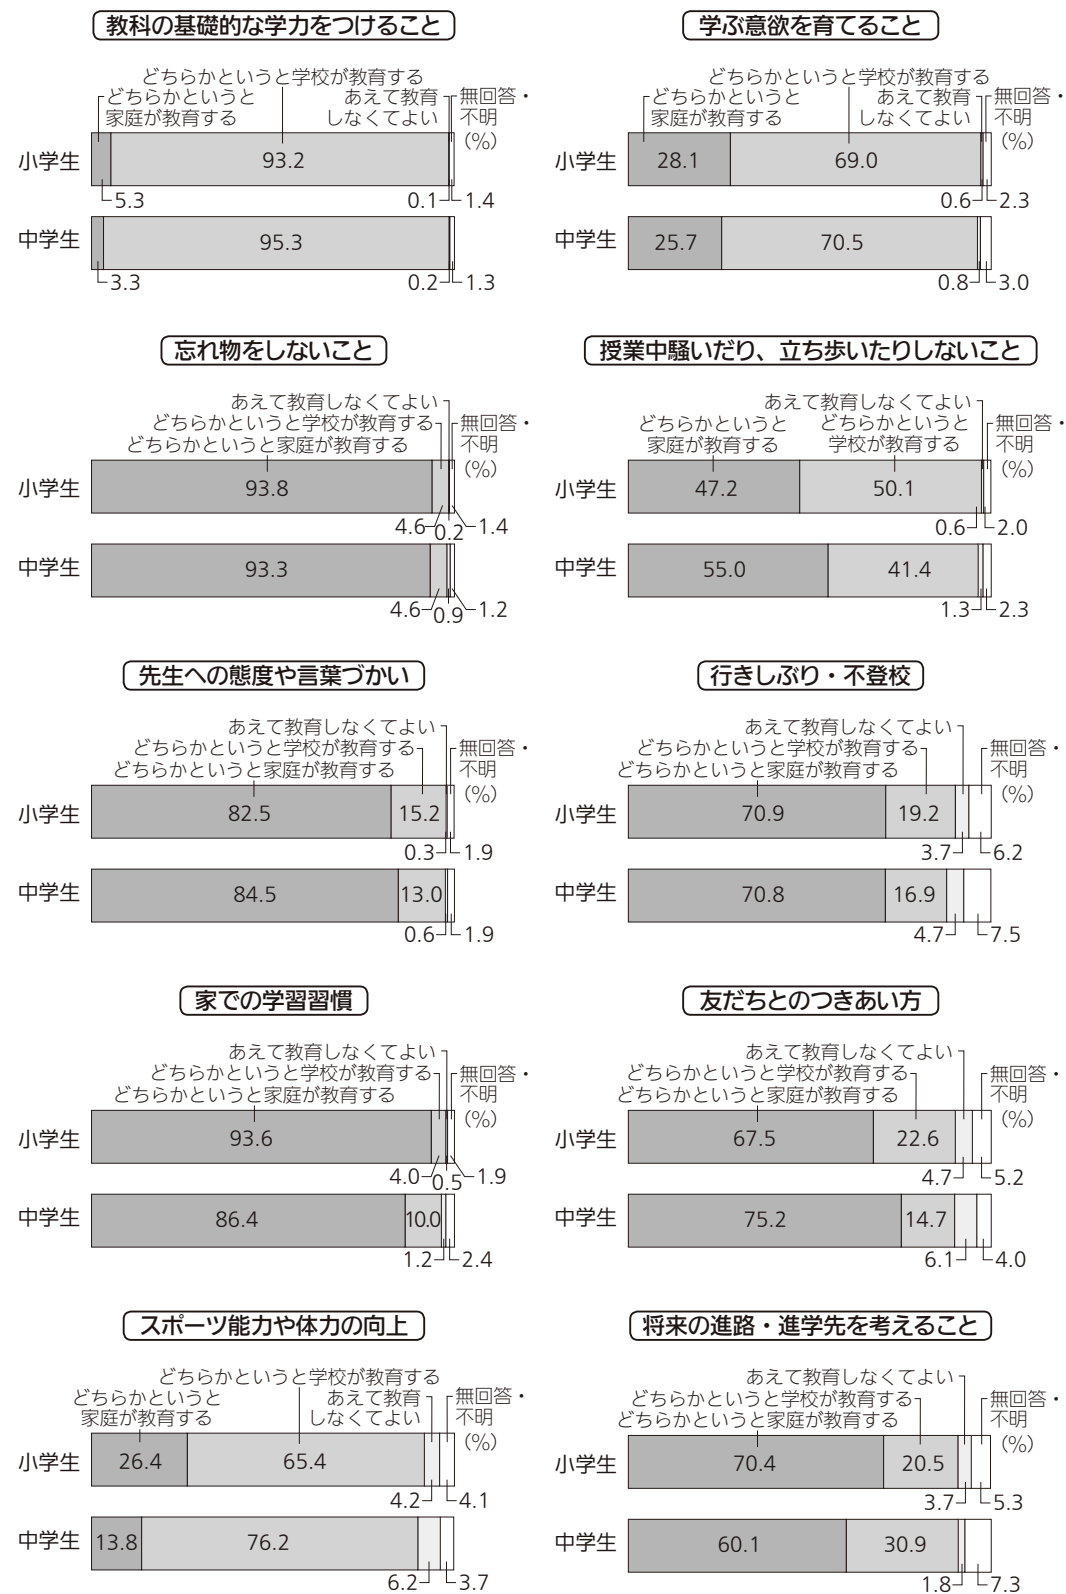 教科の基礎的な学力をつけること
どちらかというと学校が教育する
どちらかというと
家庭が教育する
あえて教育
しなくてよい
無回答・
不明
(%)
小学生
93.2
5.3
0.1
1.4
中学生
95.3
3.3
0.2
1.3
学ぶ意欲を育てること
どちらかというと学校が教育する
どちらかというと
家庭が教育する
あえて教育
しなくてよい
無回答・
不明
(%)
小学生
28.1
69.0
0.6
2.3
中学生
25.7
70.5
0.8
3.0
忘れ物をしないこと
あえて教育しなくてよい
どちらかというと学校が教育する
どちらかというと家庭が教育する
無回答・
不明
(%)
小学生
93.8
4.6
0.2
1.4
中学生
93.3
4.6
0.9
1.2
授業中騒いだり、立ち歩いたりしないこと
あえて教育しなくてよい
どちらかというと
家庭が教育する
どちらかというと
学校が教育する
無回答・
不明
(%)
小学生
47.2
50.1
0.6
2.0
中学生
55.0
41.4
1.3
2.3
先生への態度や言葉づかい
あえて教育しなくてよい
どちらかというと学校が教育する
どちらかというと家庭が教育する
無回答・
不明
(%)
小学生
82.5
15.2
0.3
1.9
中学生
84.5
13.0
0.6
1.9
行きしぶり・不登校
あえて教育しなくてよい
どちらかというと学校が教育する
どちらかというと家庭が教育する
無回答・
不明
(%)
小学生
70.9
19.2
3.7
6.2
中学生
70.8
16.9
4.7
7.5
家での学習習慣
あえて教育しなくてよい
どちらかというと学校が教育する
どちらかというと家庭が教育する
無回答・
不明
(%)
小学生
93.6
4.0
0.5
1.9
中学生
86.4
10.0
1.2
2.4
友だちとのつきあい方
あえて教育しなくてよい
どちらかというと学校が教育する
どちらかというと家庭が教育する
無回答・
不明
(%)
小学生
67.5
22.6
4.7
5.2
中学生
75.2
14.7
6.1
4.0
スポーツ能力や体力の向上
どちらかというと学校が教育する
どちらかというと
家庭が教育する
あえて教育
しなくてよい
無回答・
不明
(%)
小学生
26.4
65.4
4.2
4.1
中学生
13.8
76.2
6.2
3.7
将来の進路・進学先を考えること
あえて教育しなくてよい
どちらかというと学校が教育する
どちらかというと家庭が教育する
無回答・
不明
(%)
小学生
70.4
20.5
3.7
5.3
中学生
60.1
30.9
1.8
7.3